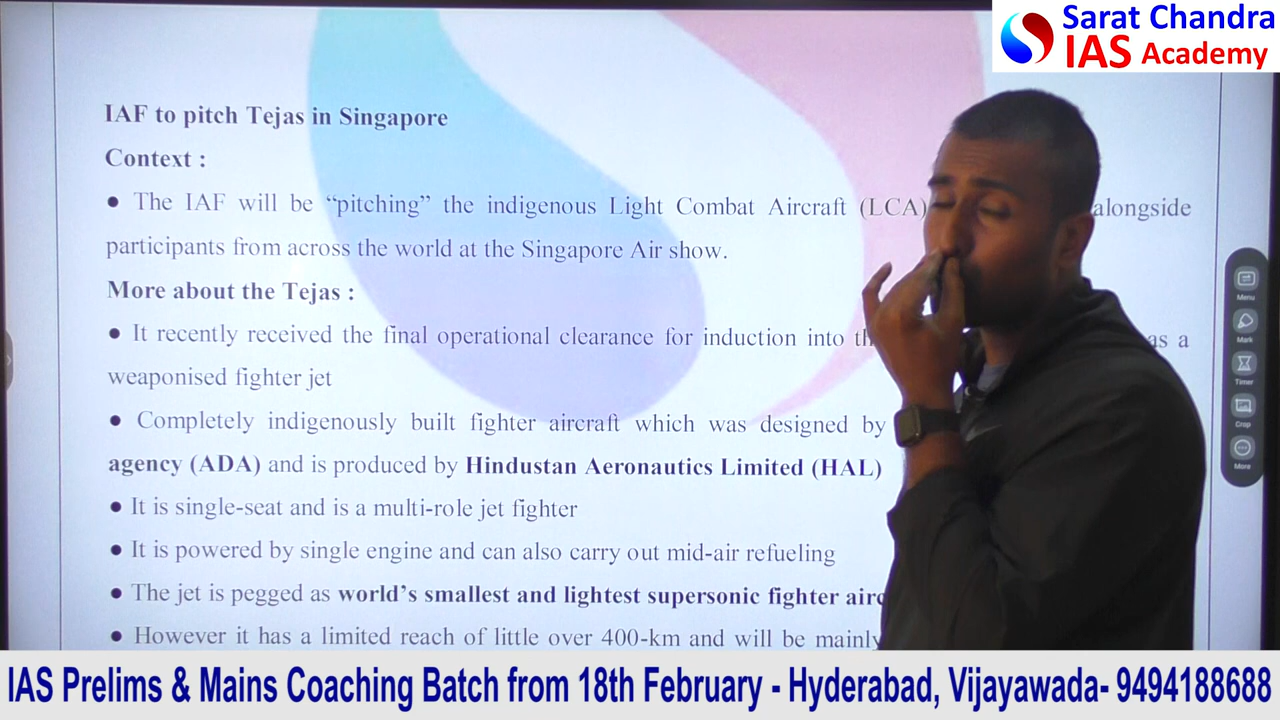 Sarat Chandra
IAS Academy
IAF to pitch Tejas in Singapore
Context :
● The IAF will be “pitching” the indigenous Light Combat Aircraft (LCA) alongside
participants from across the world at the Singapore Air show.
More about the Tejas :
● It recently received the final operational clearance for induction into as a
weaponised fighter jet
● Completely indigenously built fighter aircraft which was designed by
agency (ADA) and is produced by Hindustan Aeronautics Limited (HAL)
● It is single-seat and is a multi-role jet fighter
● It is powered by single engine and can also carry out mid-air refueling
● The jet is pegged as world’s smallest and lightest supersonic fighter
● However it has a limited reach of little over 400-km and will be mainly
Menu
Mark
Timer
Crop
More
IAS Prelims & Mains Coaching Batch from 18th February - Hyderabad, Vijayawada- 9494188688